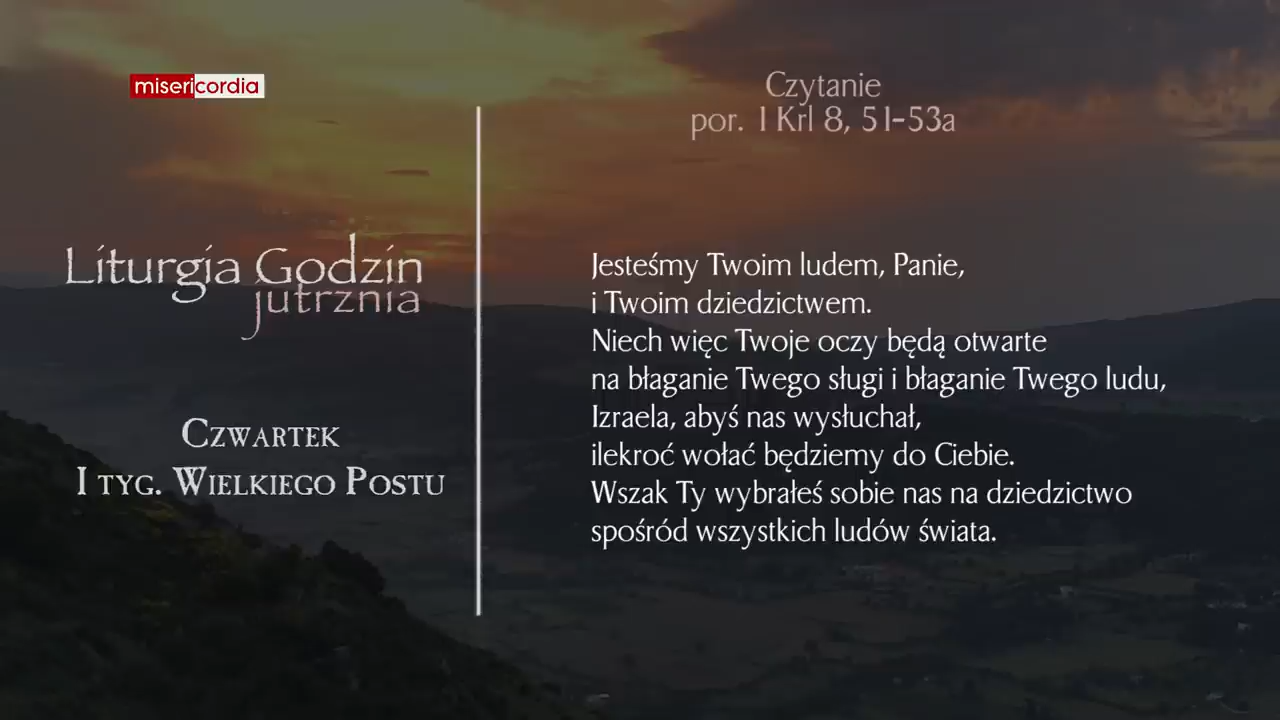 misericordia
Liturgia Godzin
jutrznia
Czwartek
I tyg. Wielkiego Postu
Czytanie
por. 1 Krl 8, 51-53a
Jesteśmy Twoim ludem, Panie,
i Twoim dziedzictwem.
Niech więc Twoje oczy będą otwarte
na błaganie Twego sługi i błaganie Twego ludu,
Izraela, abyś nas wysłuchał,
ilekroć wołać będziemy do Ciebie.
Wszak Ty wybrałeś sobie nas na dziedzictwo
spośród wszystkich ludów świata.